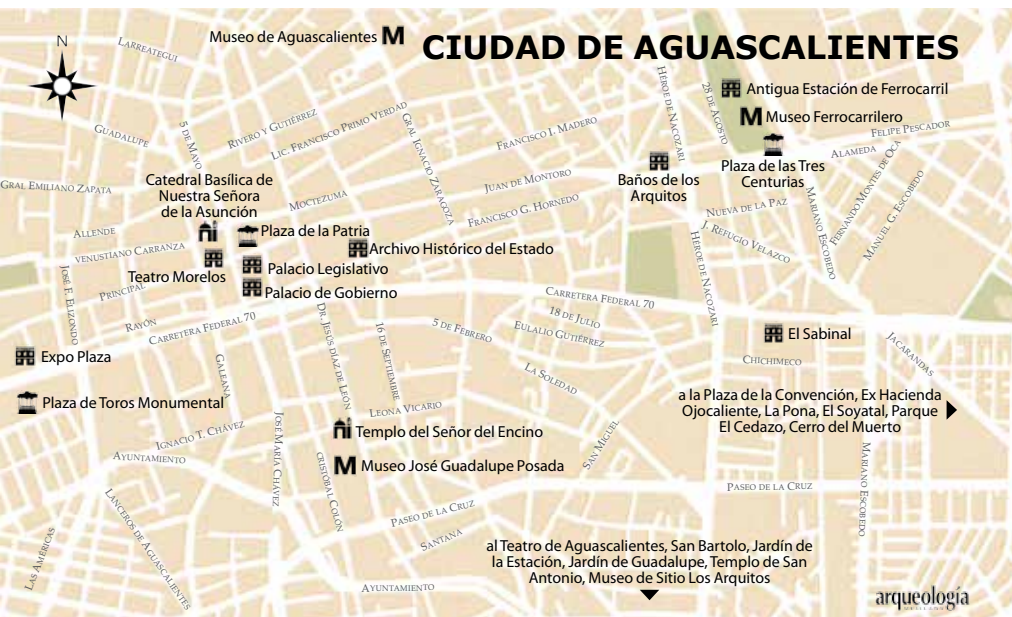 CIUDAD DE AGUASCALIENTES
N
Museo de Aguascalientes M
LARREATEGUI
GUADALUPE
5 DE MAYO
RIVERO Y GUTIÉRREZ
LIC. FRANCISCO PRIMO VERDAD
GRAL IGNACIO ZARAGOZA
FRANCISCO I. MADERO
HÉROE DE NACOZARI
28 DE AGOSTO
Antigua Estación de Ferrocarril
M Museo Ferrocarrilero
FELIPE PESCADOR
ALAMEDA
Plaza de las Tres
Centurias
FERNANDO MONTES DE OCA
MANUEL G. ESCOBEDO
MARIANO ESCOBEDO
GRAL EMILIANO ZAPATA
Catedral Basílica de
Nuestra Señora
de la Asunción
MOCTEZUMA
JUAN DE MONTORO
FRANCISCO G. HORNEDO
Baños de los
Arquitos
NUEVA DE LA PAZ
J. REFUGIO VELAZCO
ALLENDE
VENUSTIANO CARRANZA
Plaza de la Patria
Archivo Histórico del Estado
Teatro Morelos
Palacio Legislativo
Palacio de Gobierno
HÉROE DE NACOZARI
JOSÉ F. ELIZONDO
PRINCIPAL
RAYÓN
CARRETERA FEDERAL 70
CARRETERA FEDERAL 70
DR. JESÚS DÍAZ DE LEÓN
16 DE SEPTIEMBRE
5 DE FEBRERO
18 DE JULIO
EULALIO GUTIÉRREZ
El Sabinal
JACARANDAS
CHICHIMECO
Expo Plaza
GALEANA
LA SOLEDAD
Plaza de Toros Monumental
LEONA VICARIO
a la Plaza de la Convención, Ex Hacienda
Ojocaliente, La Pona, El Soyatal, Parque
El Cedazo, Cerro del Muerto
IGNACIO T. CHÁVEZ
JOSÉ MARÍA CHÁVEZ
Templo del Señor del Encino
SAN MIGUEL
MARIANO ESCOBEDO
AYUNTAMIENTO
CRISTÓBAL COLÓN
M Museo José Guadalupe Posada
PASEO DE LA CRUZ
LANCEROS DE AGUASCALIENTES
PASEO DE LA CRUZ
LAS AMÉRICAS
SANTANA
al Teatro de Aguascalientes, San Bartolo, Jardín de
la Estación, Jardín de Guadalupe, Templo de San
Antonio, Museo de Sitio Los Arquitos
AYUNTAMIENTO
arqueología
MEXICANA